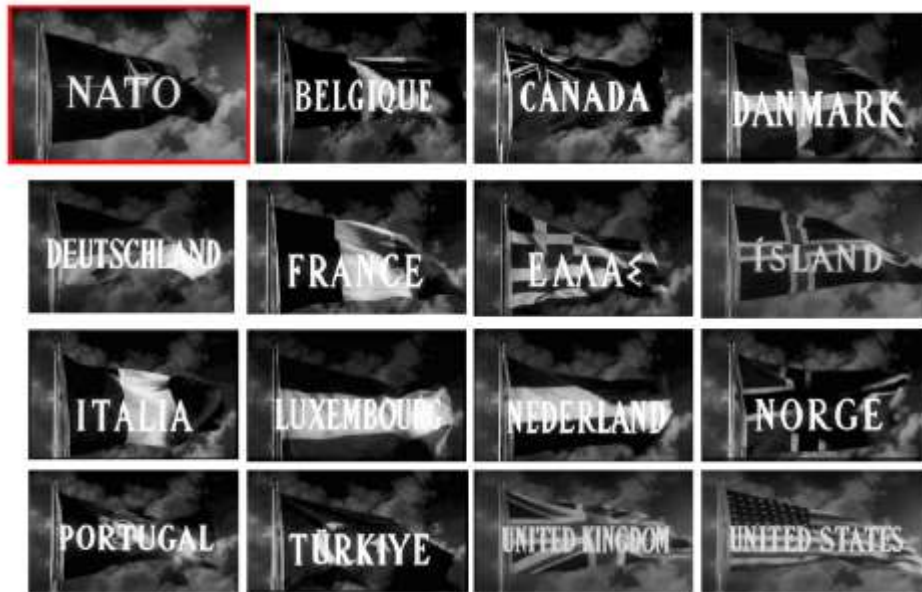 NATO
BELGIQUE
CANADA
DANMARK
DEUTSCHLAND
FRANCE
ΕΛΛΑΣ
ÍSLAND
ITALIA
LUXEMBOURG
NEDERLAND
NORGE
PORTUGAL
TÜRKIYE
UNITED KINGDOM
UNITED STATES